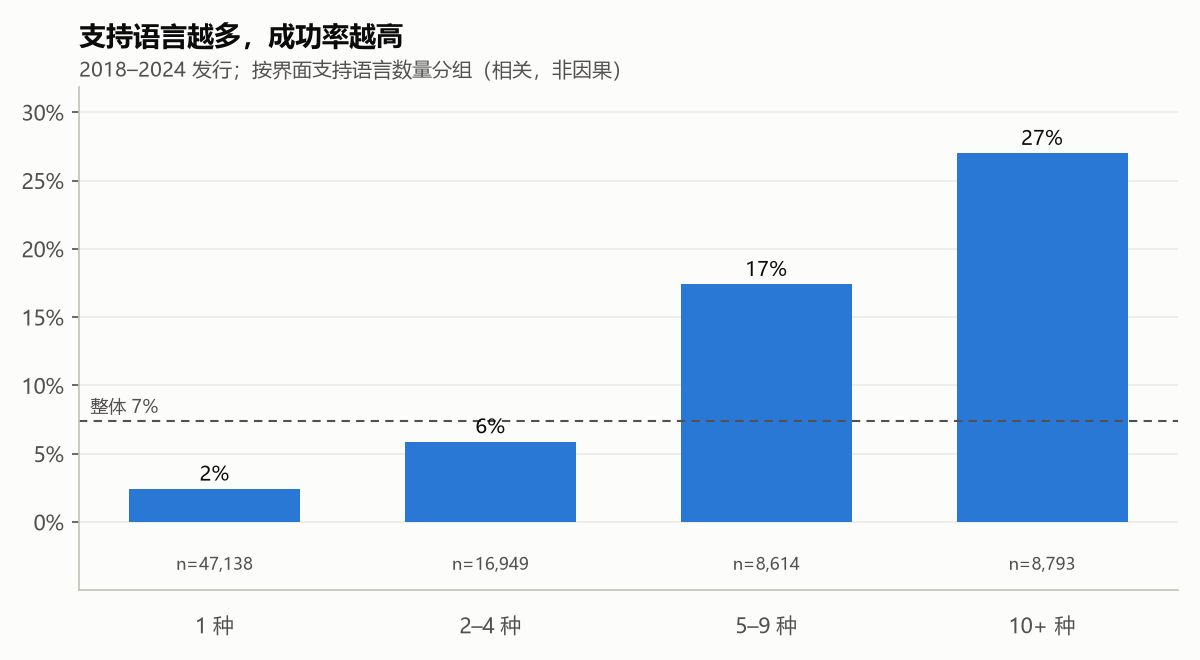 支持语言越多，成功率越高
2018–2024 发行；按界面支持语言数量分组（相关，非因果）
30%
25%
20%
15%
10%
5%
0%
整体 7%
2%
6%
17%
27%
n=47,138
n=16,949
n=8,614
n=8,793
1 种
2–4 种
5–9 种
10+ 种